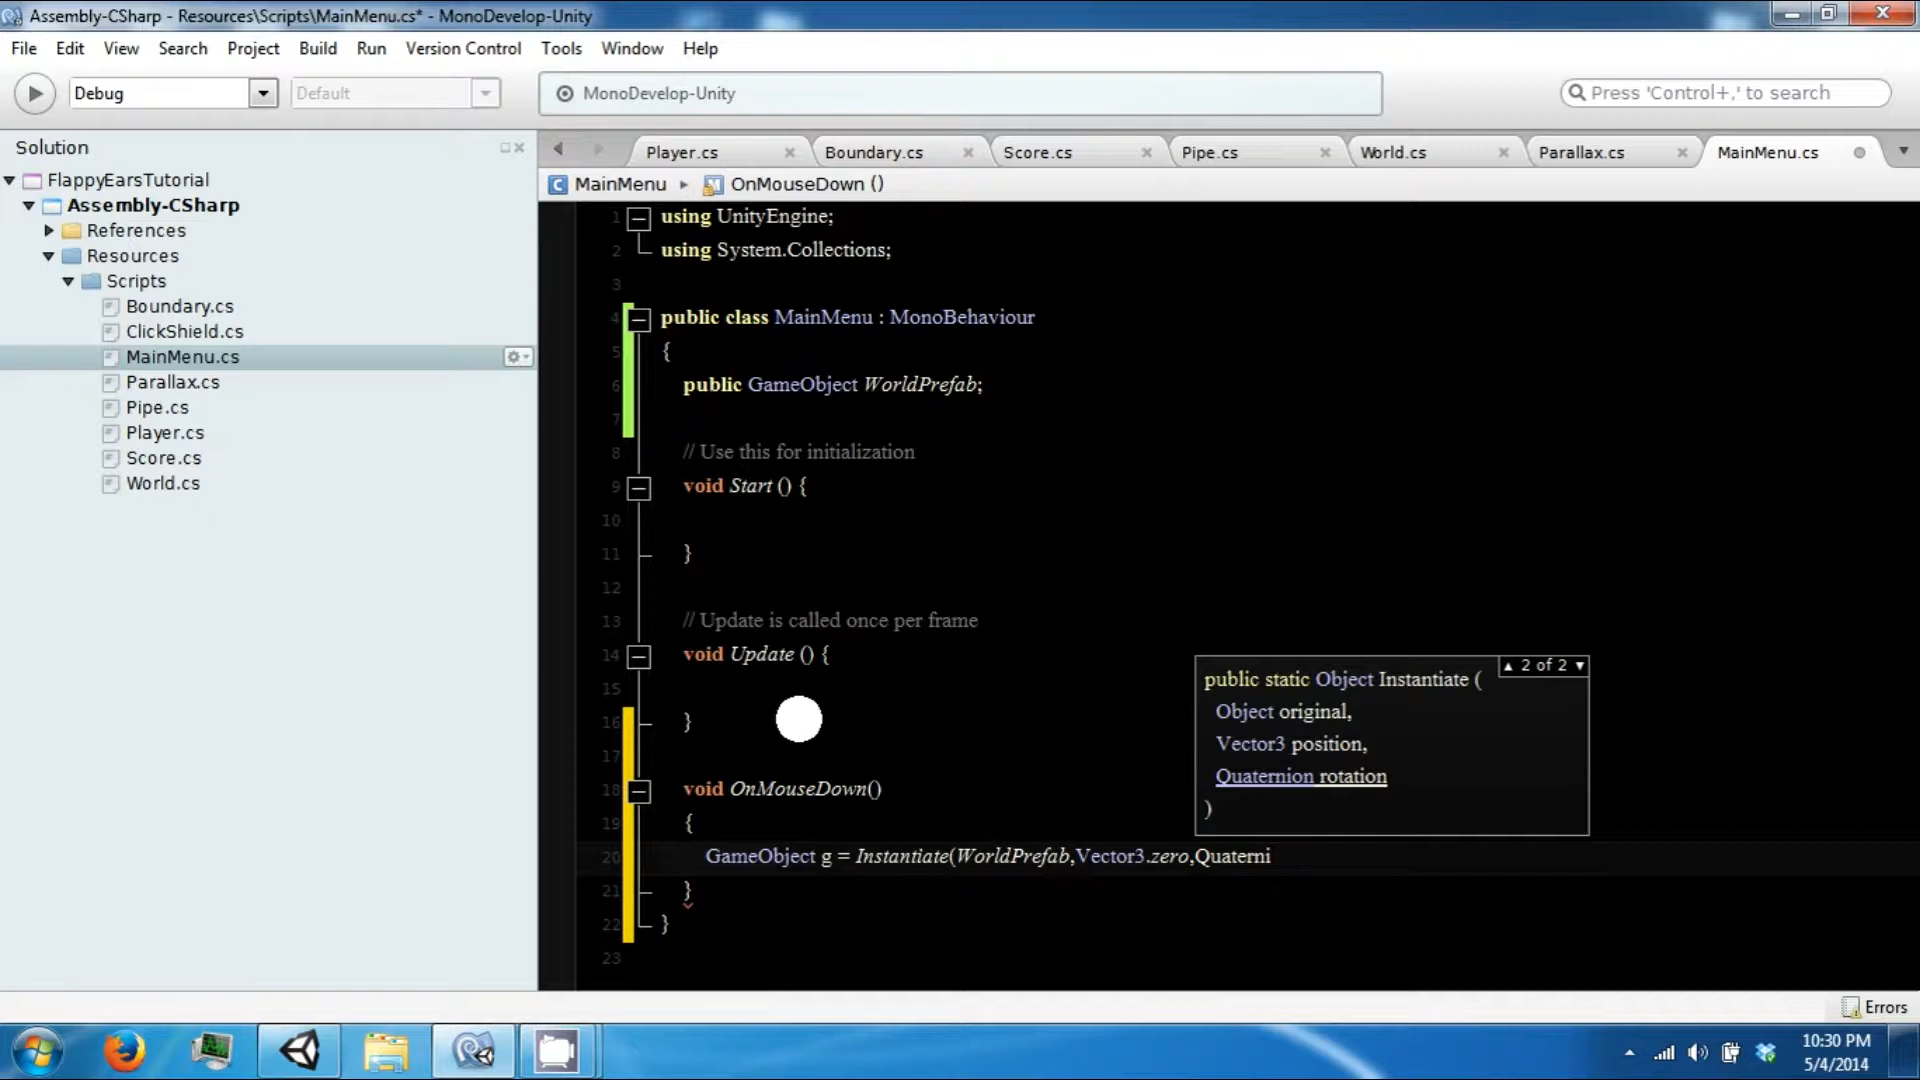 Assembly-CSharp - Resources\Scripts\MainMenu.cs* - MonoDevelop-Unity
File Edit View Search Project Build Run Version Control Tools Window Help
Debug Default MonoDevelop-Unity Press 'Control+,' to search
Solution
FlappyEarsTutorial
Assembly-CSharp
References
Resources
Scripts
Boundary.cs
ClickShield.cs
MainMenu.cs
Parallax.cs
Pipe.cs
Player.cs
Score.cs
World.cs
Player.cs Boundary.cs Score.cs Pipe.cs World.cs Parallax.cs MainMenu.cs
MainMenu OnMouseDown ()
1 using UnityEngine;
2 using System.Collections;
3
4 public class MainMenu : MonoBehaviour
5 {
6 public GameObject WorldPrefab;
7
8 // Use this for initialization
9 void Start () {
10
11 }
12
13 // Update is called once per frame
14 void Update () {
15
16 }
17
18 void OnMouseDown()
19 {
20 GameObject g = Instantiate(WorldPrefab,Vector3.zero,Quaterni
21 }
22 }
23
2 of 2
public static Object Instantiate (
Object original,
Vector3 position,
Quaternion rotation
)
Errors
10:30 PM
5/4/2014